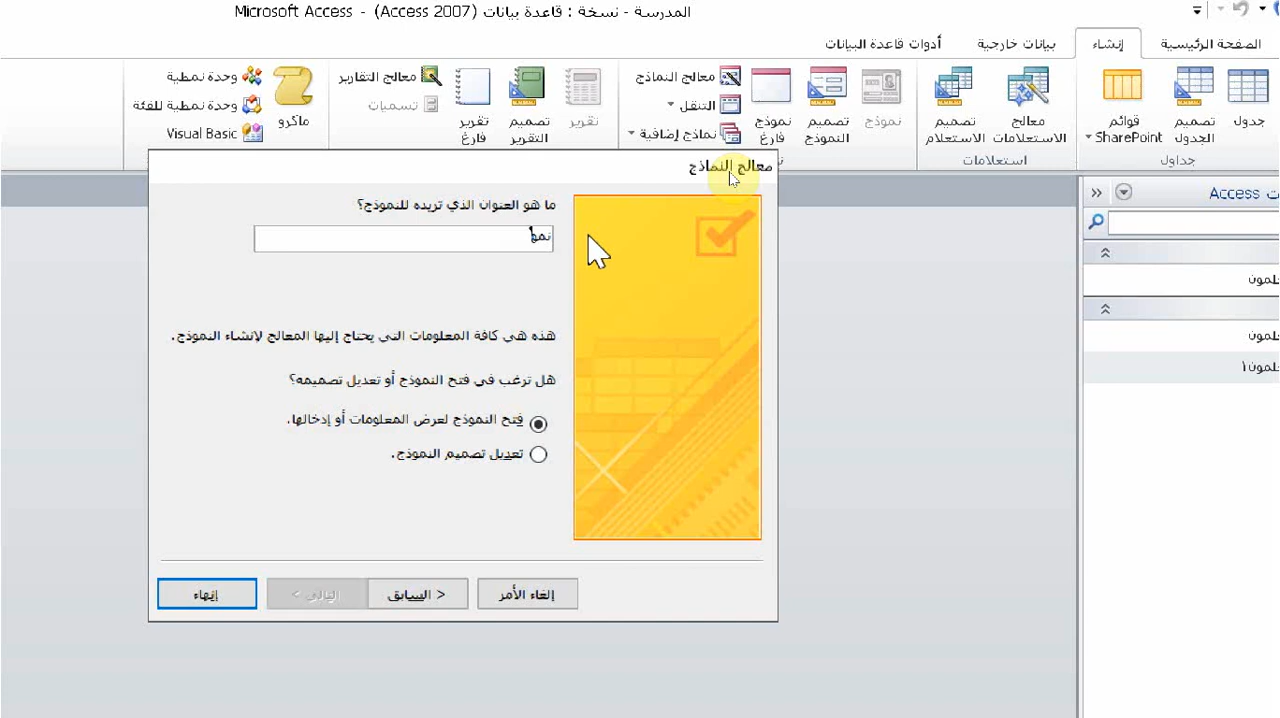 المدرسة - نسخة : قاعدة بيانات (Access 2007) - Microsoft Access
الصفحة الرئيسية
إنشاء
بيانات خارجية
أدوات قاعدة البيانات
جدول
تصميم الجدول
قوائم SharePoint
جداول
معالج الاستعلامات
تصميم الاستعلام
استعلامات
نموذج
تصميم النموذج
نموذج فارغ
معالج النماذج
التنقل
نماذج إضافية
تقرير
تصميم التقرير
تقرير فارغ
معالج التقارير
تسميات
ماكرو
وحدة نمطية
وحدة نمطية للفئة
Visual Basic
Access
معالج النماذج
ما هو العنوان الذي تريده للنموذج؟
نمو
هذه هي كافة المعلومات التي يحتاج إليها المعالج لإنشاء النموذج.
هل ترغب في فتح النموذج أو تعديل تصميمه؟
فتح النموذج لعرض المعلومات أو إدخالها.
تعديل تصميم النموذج.
إلغاء الأمر
< السابق
التالي >
إنهاء